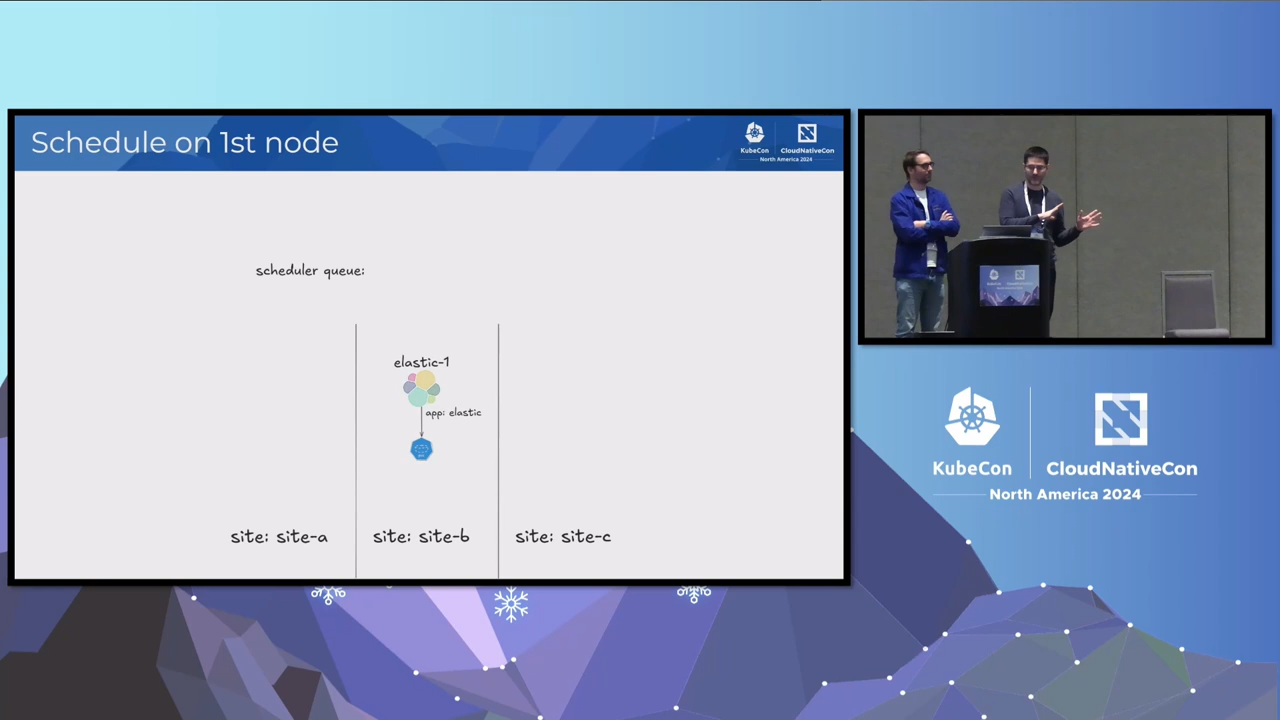 Schedule on 1st node
KubeCon
CloudNativeCon
North America 2024
scheduler queue:
elastic-1
app: elastic
site: site-a
site: site-b
site: site-c
KubeCon
CloudNativeCon
North America 2024